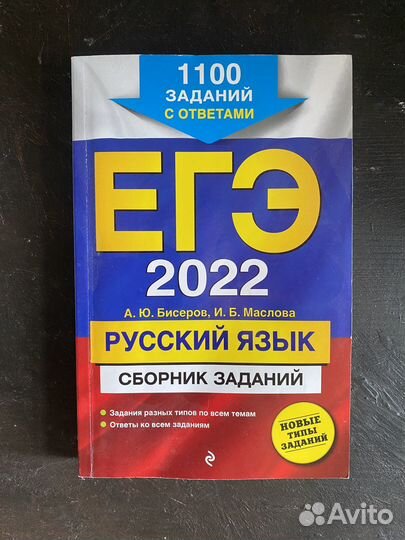 1100
ЗАДАНИЙ
С ОТВЕТАМИ
ЕГЭ
2022
А. Ю. Бисеров, И. Б. Маслова
РУССКИЙ ЯЗЫК
СБОРНИК ЗАДАНИЙ
Задания разных типов по всем темам
Ответы ко всем заданиям
НОВЫЕ
ТИПЫ
ЗАДАНИЙ
Avito